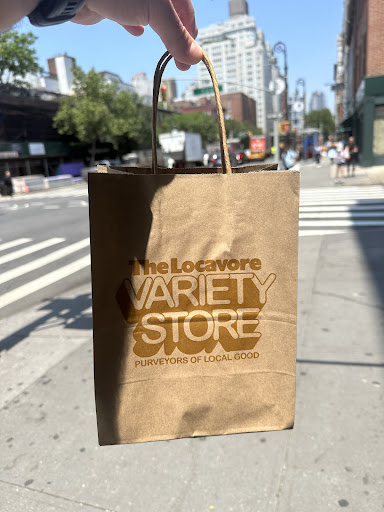 The Locavore
VARIETY
STORE
PURVEYORS OF LOCAL GOOD